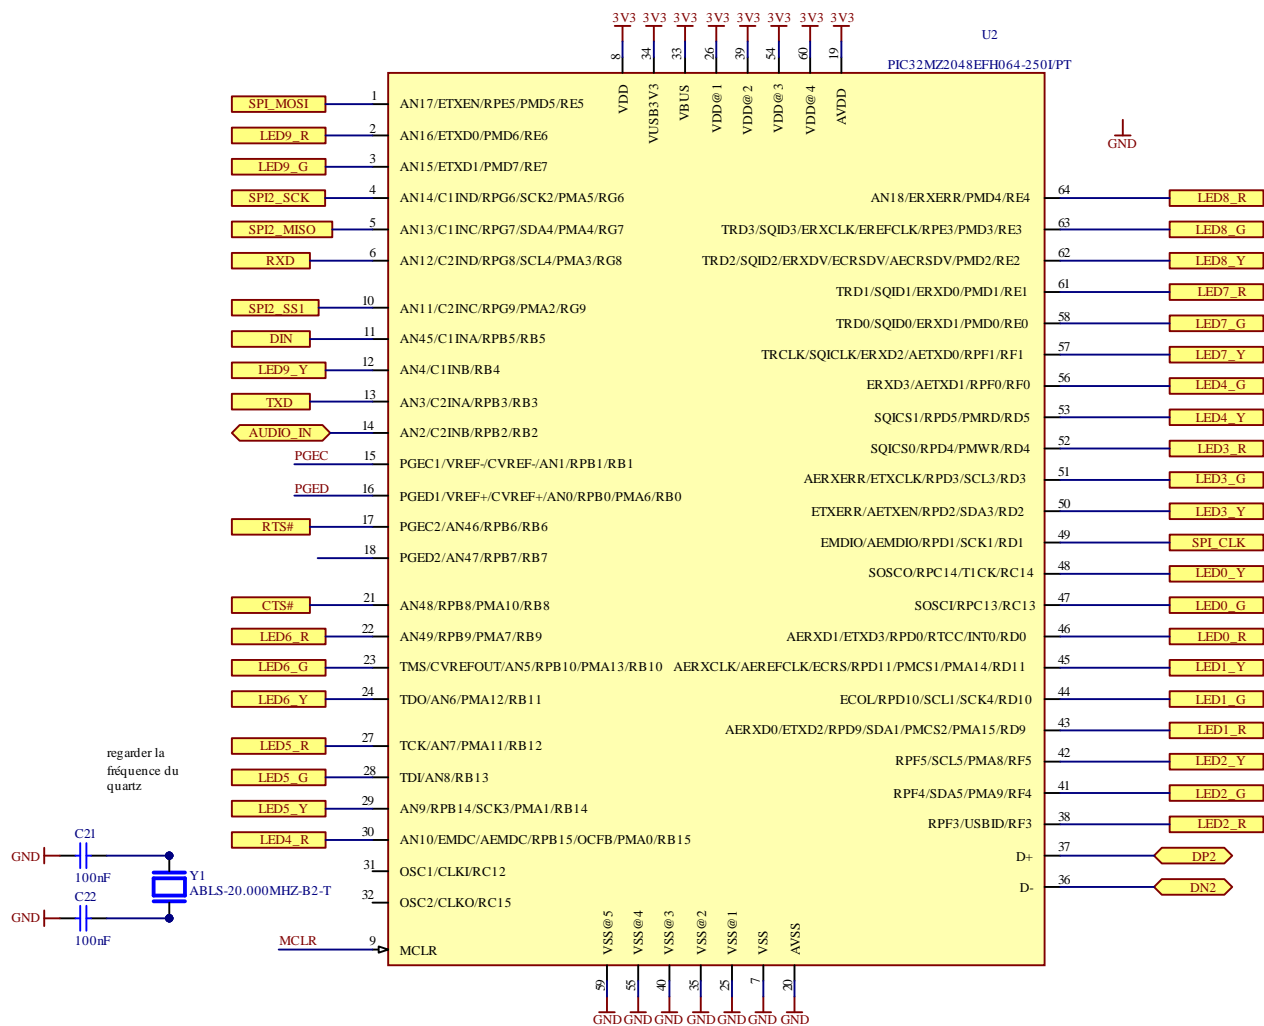 3V3 3V3 3V3 3V3 3V3 3V3 3V3 3V3
U2
PIC32MZ2048EFH064-250I/PT
8 34 33 26 39 54 60 19
VDD VUSB3V3 VBUS VDD@1 VDD@2 VDD@3 VDD@4 AVDD
GND
SPI_MOSI 1 AN17/ETXEN/RPE5/PMD5/RE5
LED9_R 2 AN16/ETXD0/PMD6/RE6
LED9_G 3 AN15/ETXD1/PMD7/RE7
SPI2_SCK 4 AN14/C1IND/RPG6/SCK2/PMA5/RG6
SPI2_MISO 5 AN13/C1INC/RPG7/SDA4/PMA4/RG7
RXD 6 AN12/C2IND/RPG8/SCL4/PMA3/RG8
SPI2_SS1 10 AN11/C2INC/RPG9/PMA2/RG9
DIN 11 AN45/C1INA/RPB5/RB5
LED9_Y 12 AN4/C1INB/RB4
TXD 13 AN3/C2INA/RPB3/RB3
AUDIO_IN 14 AN2/C2INB/RPB2/RB2
PGEC 15 PGEC1/VREF-/CVREF-/AN1/RPB1/RB1
PGED 16 PGED1/VREF+/CVREF+/AN0/RPB0/PMA6/RB0
RTS# 17 PGEC2/AN46/RPB6/RB6
18 PGED2/AN47/RPB7/RB7
CTS# 21 AN48/RPB8/PMA10/RB8
LED6_R 22 AN49/RPB9/PMA7/RB9
LED6_G 23 TMS/CVREFOUT/AN5/RPB10/PMA13/RB10
LED6_Y 24 TDO/AN6/PMA12/RB11
LED5_R 27 TCK/AN7/PMA11/RB12
LED5_G 28 TDI/AN8/RB13
LED5_Y 29 AN9/RPB14/SCK3/PMA1/RB14
LED4_R 30 AN10/EMDC/AEMDC/RPB15/OCFB/PMA0/RB15
31 OSC1/CLKI/RC12
32 OSC2/CLKO/RC15
MCLR 9 MCLR
AN18/ERXERR/PMD4/RE4 64 LED8_R
TRD3/SQID3/ERXCLK/EREFCLK/RPE3/PMD3/RE3 63 LED8_G
TRD2/SQID2/ERXDV/ECRSDV/AECRSDV/PMD2/RE2 62 LED8_Y
TRD1/SQID1/ERXD0/PMD1/RE1 61 LED7_R
TRD0/SQID0/ERXD1/PMD0/RE0 58 LED7_G
TRCLK/SQICLK/ERXD2/AETXD0/RPF1/RF1 57 LED7_Y
ERXD3/AETXD1/RPF0/RF0 56 LED4_G
SQICS1/RPD5/PMRD/RD5 53 LED4_Y
SQICS0/RPD4/PMWR/RD4 52 LED3_R
AERXERR/ETXCLK/RPD3/SCL3/RD3 51 LED3_G
ETXERR/AETXEN/RPD2/SDA3/RD2 50 LED3_Y
EMDIO/AEMDIO/RPD1/SCK1/RD1 49 SPI_CLK
SOSCO/RPC14/T1CK/RC14 48 LED0_Y
SOSCI/RPC13/RC13 47 LED0_G
AERXD1/ETXD3/RPD0/RTCC/INT0/RD0 46 LED0_R
AERXCLK/AEREFCLK/ECRS/RPD11/PMCS1/PMA14/RD11 45 LED1_Y
ECOL/RPD10/SCL1/SCK4/RD10 44 LED1_G
AERXD0/ETXD2/RPD9/SDA1/PMCS2/PMA15/RD9 43 LED1_R
RPF5/SCL5/PMA8/RF5 42 LED2_Y
RPF4/SDA5/PMA9/RF4 41 LED2_G
RPF3/USBID/RF3 38 LED2_R
D+ 37 DP2
D- 36 DN2
VSS@5 VSS@4 VSS@3 VSS@2 VSS@1 VSS AVSS
59 55 40 35 25 7 20
GND GND GND GND GND GND GND
regarder la
fréquence du
quartz
C21
GND
100nF
Y1
ABLS-20.000MHZ-B2-T
C22
GND
100nF